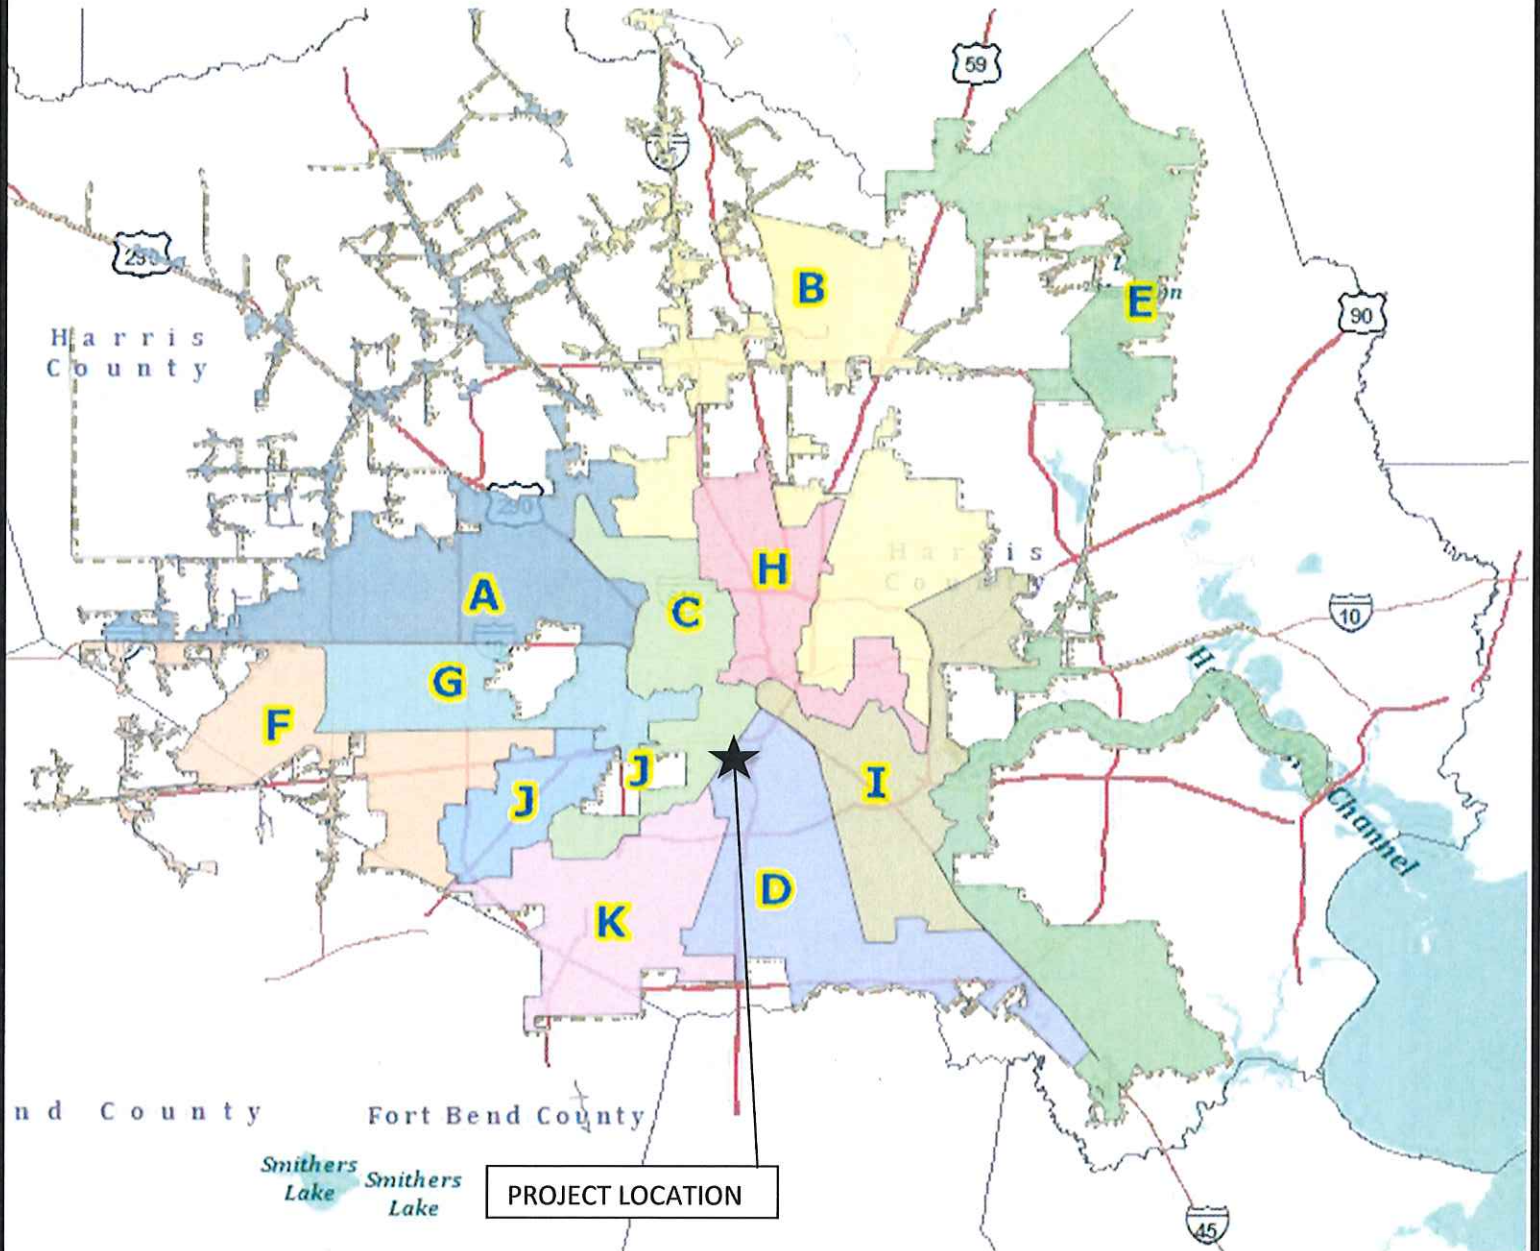 59
290
B
E
90
Harris
County
290
Harris
County
H
A
C
10
G
F
J
J
I
Channel
D
K
nd County
Fort Bend County
Smithers
Lake
Smithers
Lake
PROJECT LOCATION
45